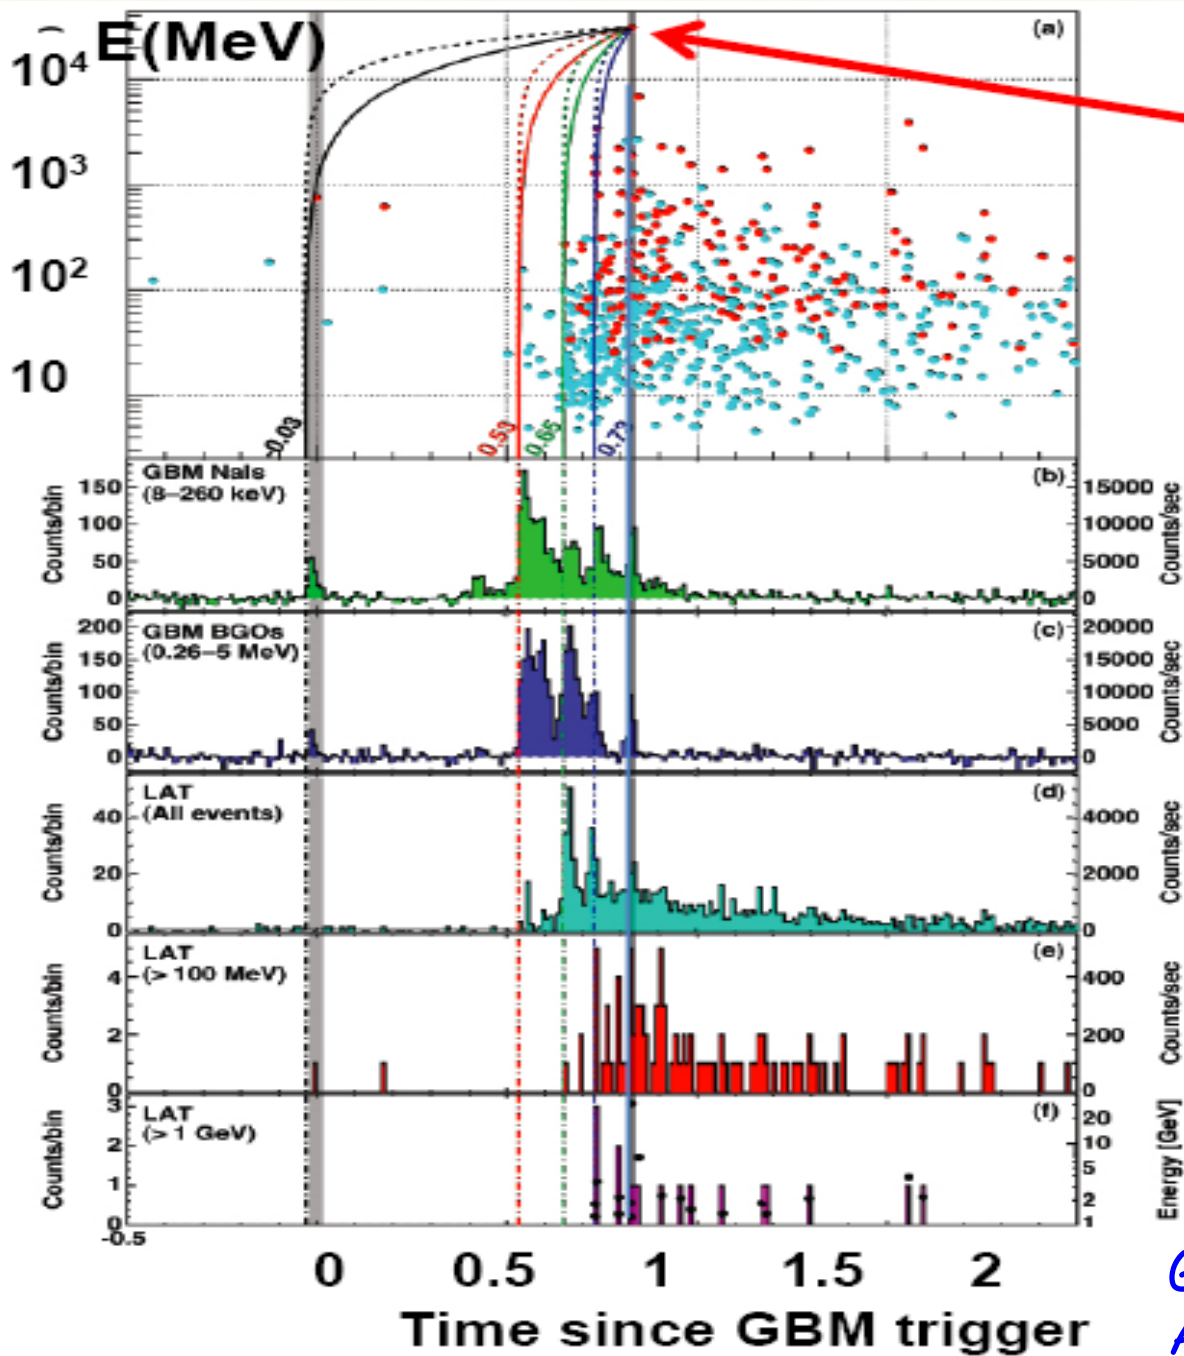 E(MeV)
(a)
10⁴
10³
10²
10
-0.03
0.53
0.65
0.73
GBM NaIs
(8–260 keV)
(b)
Counts/bin
150
100
50
0
15000
10000
5000
0
Counts/sec
GBM BGOs
(0.26–5 MeV)
(c)
Counts/bin
200
150
100
50
0
20000
15000
10000
5000
0
Counts/sec
LAT
(All events)
(d)
Counts/bin
40
20
0
4000
2000
0
Counts/sec
LAT
(> 100 MeV)
(e)
Counts/bin
4
2
0
400
200
0
Counts/sec
LAT
(> 1 GeV)
(f)
Counts/bin
3
2
1
0
20
10
5
2
1
Energy [GeV]
-0.5
0 0.5 1 1.5 2
Time since GBM trigger